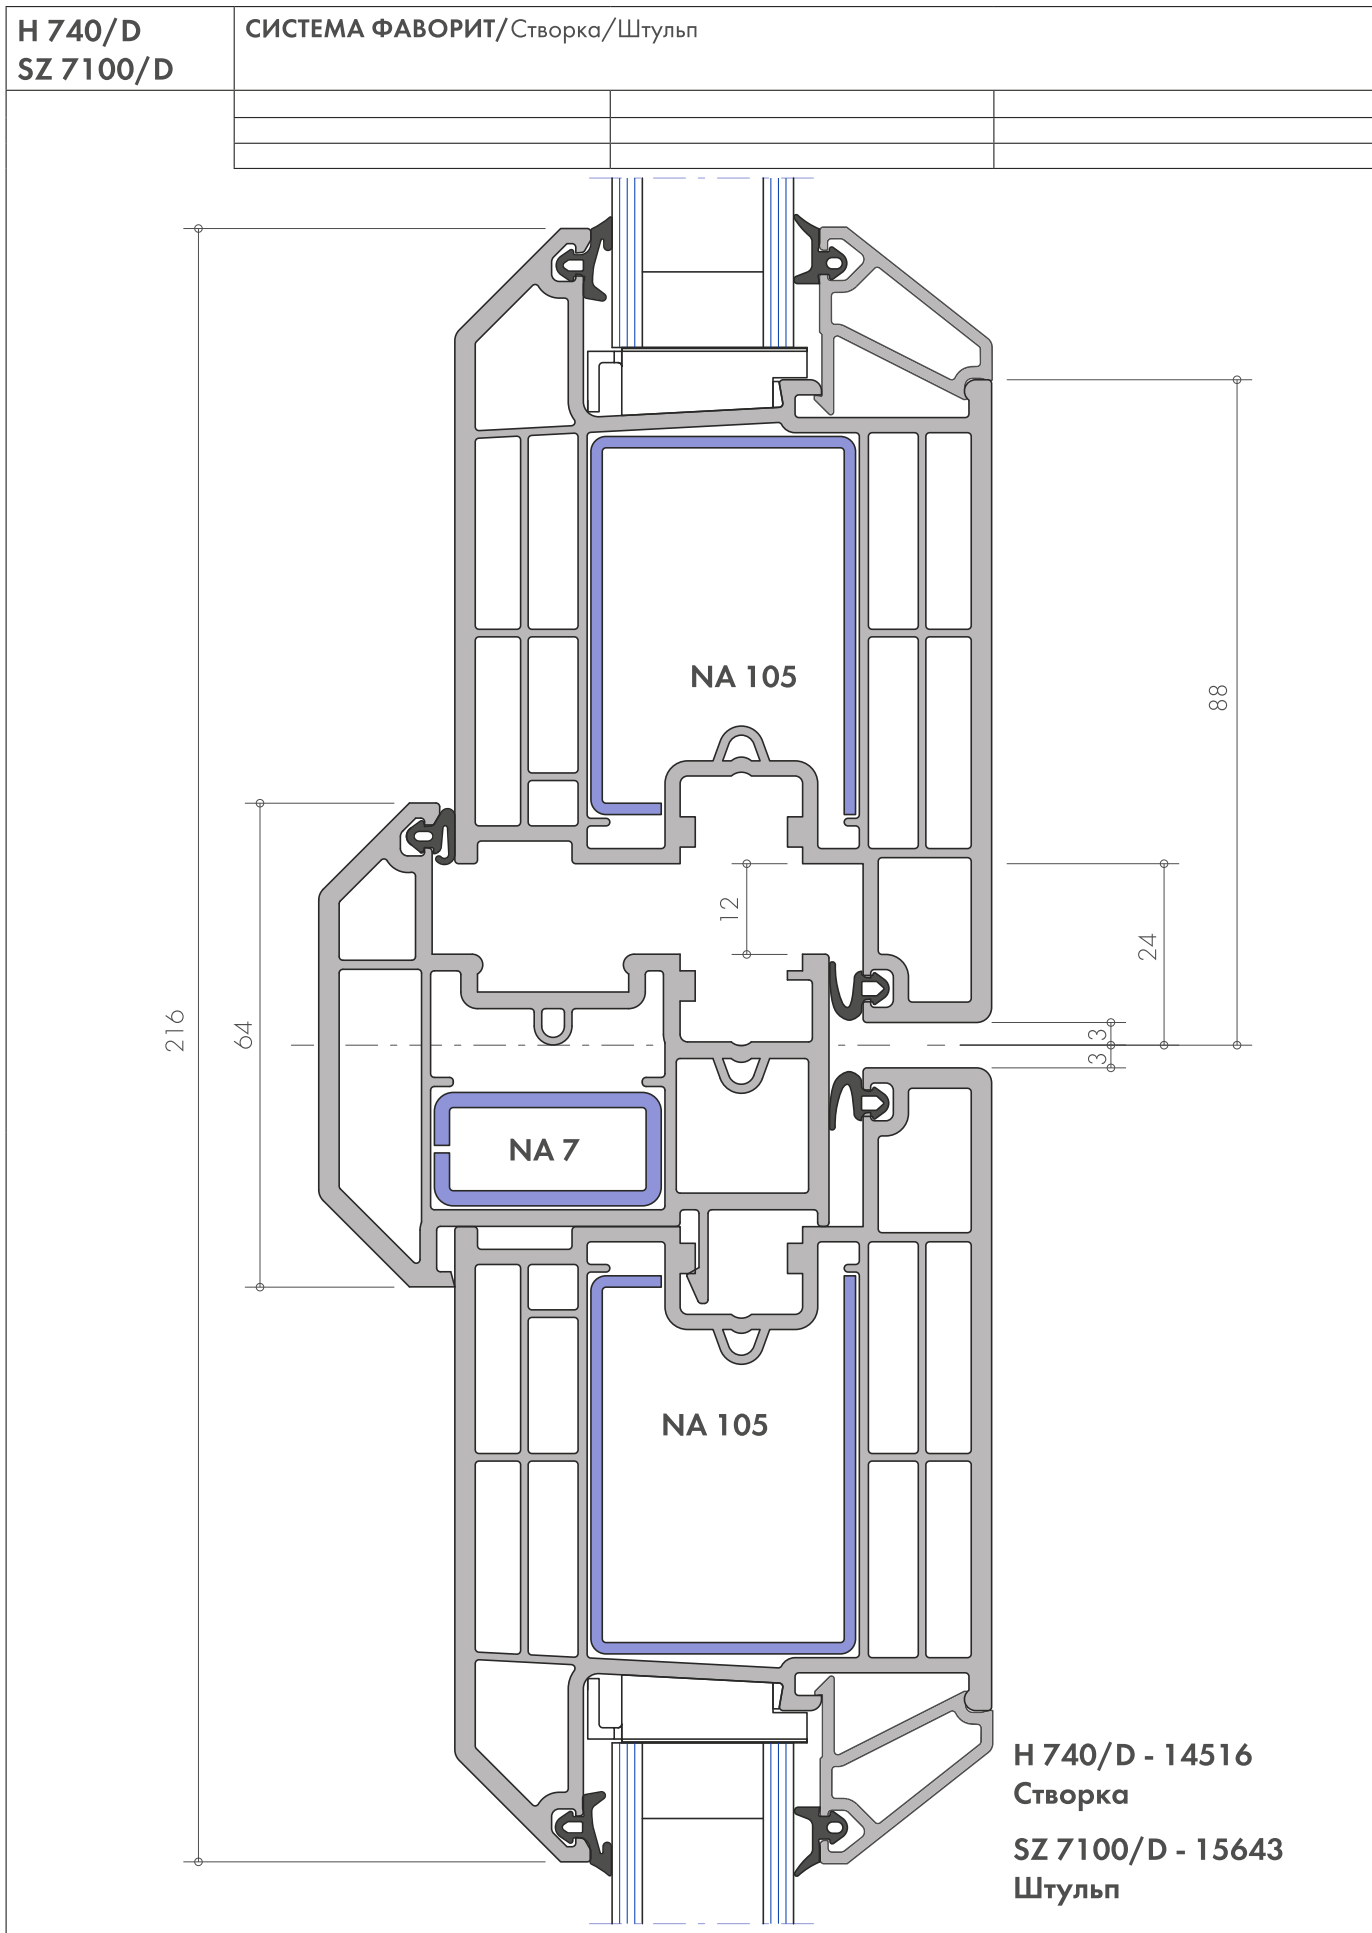 H 740/D
SZ 7100/D
СИСТЕМА ФАВОРИТ/Створка/Штульп
NA 105
88
12
24
216
64
3
3
NA 7
NA 105
H 740/D - 14516
Створка
SZ 7100/D - 15643
Штульп